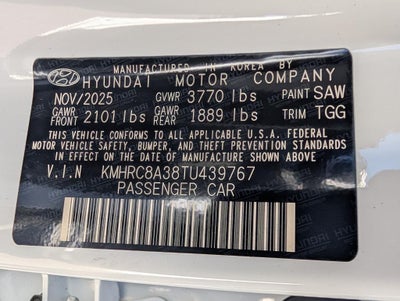 MANUFACTURED IN KOREA BY
HYUNDAI MOTOR COMPANY
NOV/2025 GVWR 3770 lbs PAINT SAW
GAWR FRONT 2101 lbs GAWR REAR 1889 lbs TRIM TGG
THIS VEHICLE CONFORMS TO ALL APPLICABLE U.S.A. FEDERAL
MOTOR VEHICLE SAFETY, BUMPER, AND THEFT PREVENTION
STANDARDS IN EFFECT ON THE DATE OF MANUFACTURE SHOWN ABOVE.
V.I.N KMHRC8A38TU439767
PASSENGER CAR